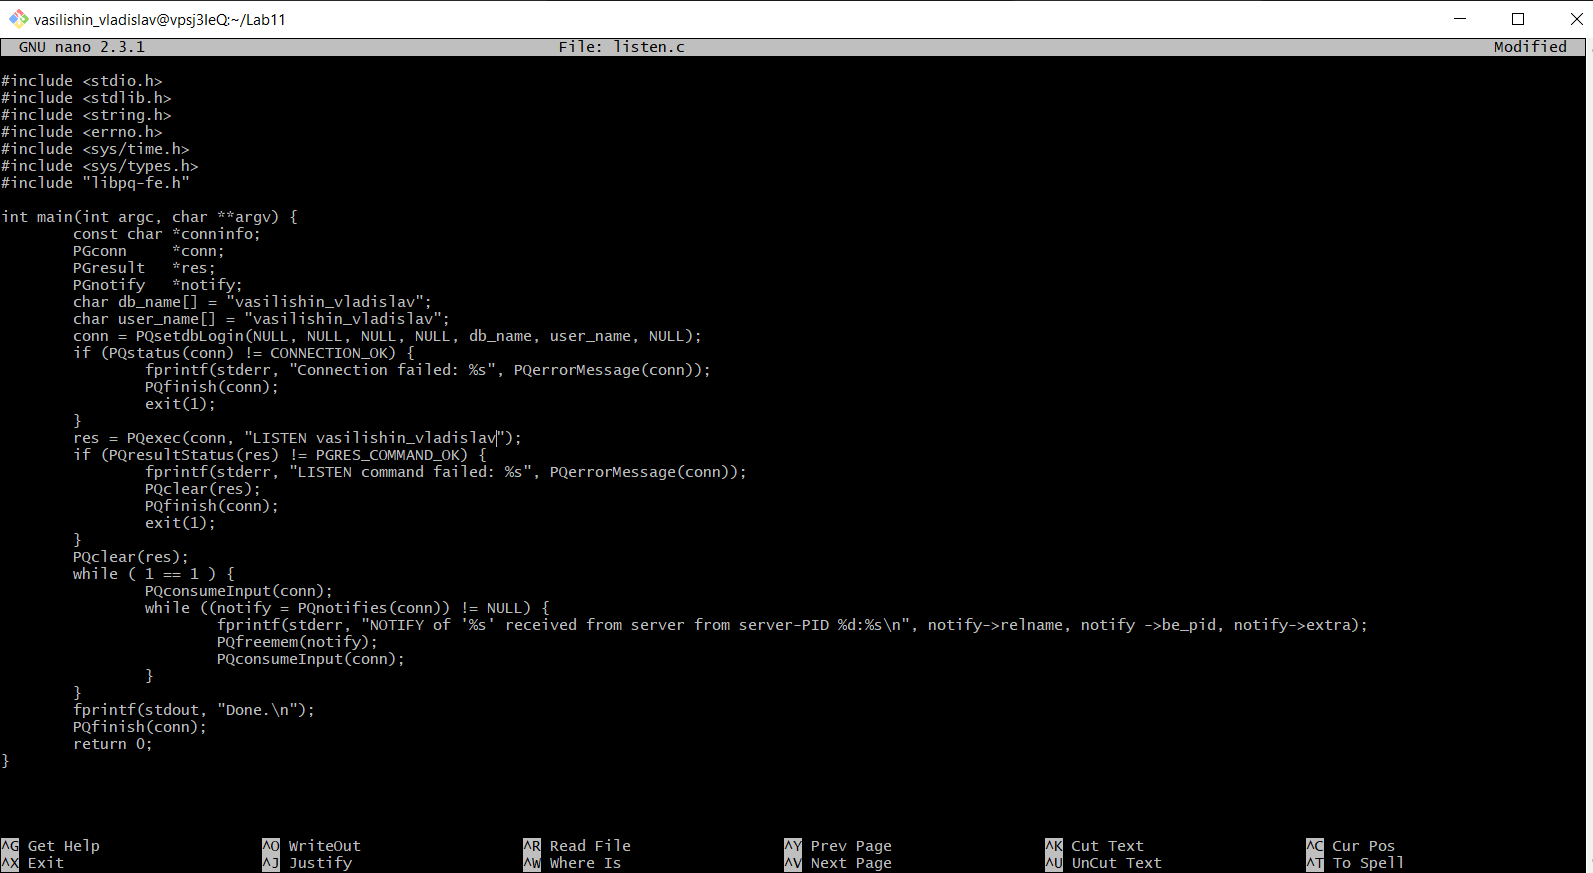 vasilishin_vladislav@vpsj3IeQ:~/Lab11
GNU nano 2.3.1 File: listen.c Modified
#include <stdio.h>
#include <stdlib.h>
#include <string.h>
#include <errno.h>
#include <sys/time.h>
#include <sys/types.h>
#include "libpq-fe.h"
int main(int argc, char **argv) {
        const char *conninfo;
        PGconn     *conn;
        PGresult   *res;
        PGnotify   *notify;
        char db_name[] = "vasilishin_vladislav";
        char user_name[] = "vasilishin_vladislav";
        conn = PQsetdbLogin(NULL, NULL, NULL, NULL, db_name, user_name, NULL);
        if (PQstatus(conn) != CONNECTION_OK) {
                fprintf(stderr, "Connection failed: %s", PQerrorMessage(conn));
                PQfinish(conn);
                exit(1);
        }
        res = PQexec(conn, "LISTEN vasilishin_vladislav");
        if (PQresultStatus(res) != PGRES_COMMAND_OK) {
                fprintf(stderr, "LISTEN command failed: %s", PQerrorMessage(conn));
                PQclear(res);
                PQfinish(conn);
                exit(1);
        }
        PQclear(res);
        while ( 1 == 1 ) {
                PQconsumeInput(conn);
                while ((notify = PQnotifies(conn)) != NULL) {
                        fprintf(stderr, "NOTIFY of '%s' received from server from server-PID %d:%s\n", notify->relname, notify ->be_pid, notify->extra);
                        PQfreemem(notify);
                        PQconsumeInput(conn);
                }
        }
        fprintf(stdout, "Done.\n");
        PQfinish(conn);
        return 0;
}
^G Get Help ^O WriteOut ^R Read File ^Y Prev Page ^K Cut Text ^C Cur Pos
^X Exit ^J Justify ^W Where Is ^V Next Page ^U UnCut Text ^T To Spell